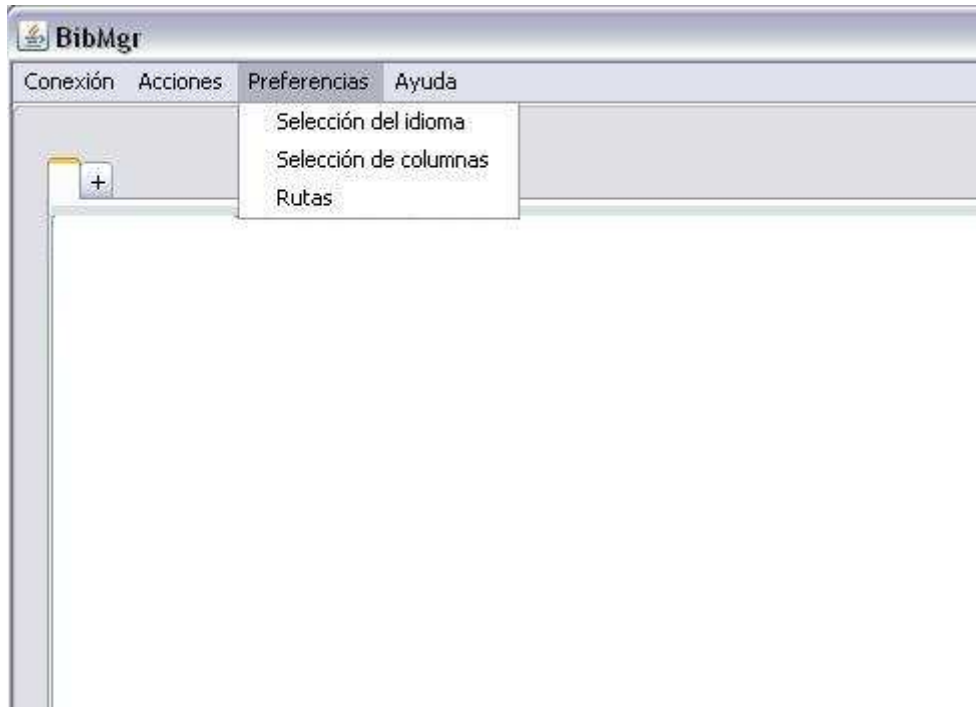 BibMgr
Conexión Acciones Preferencias Ayuda
Selección del idioma
Selección de columnas
Rutas
+